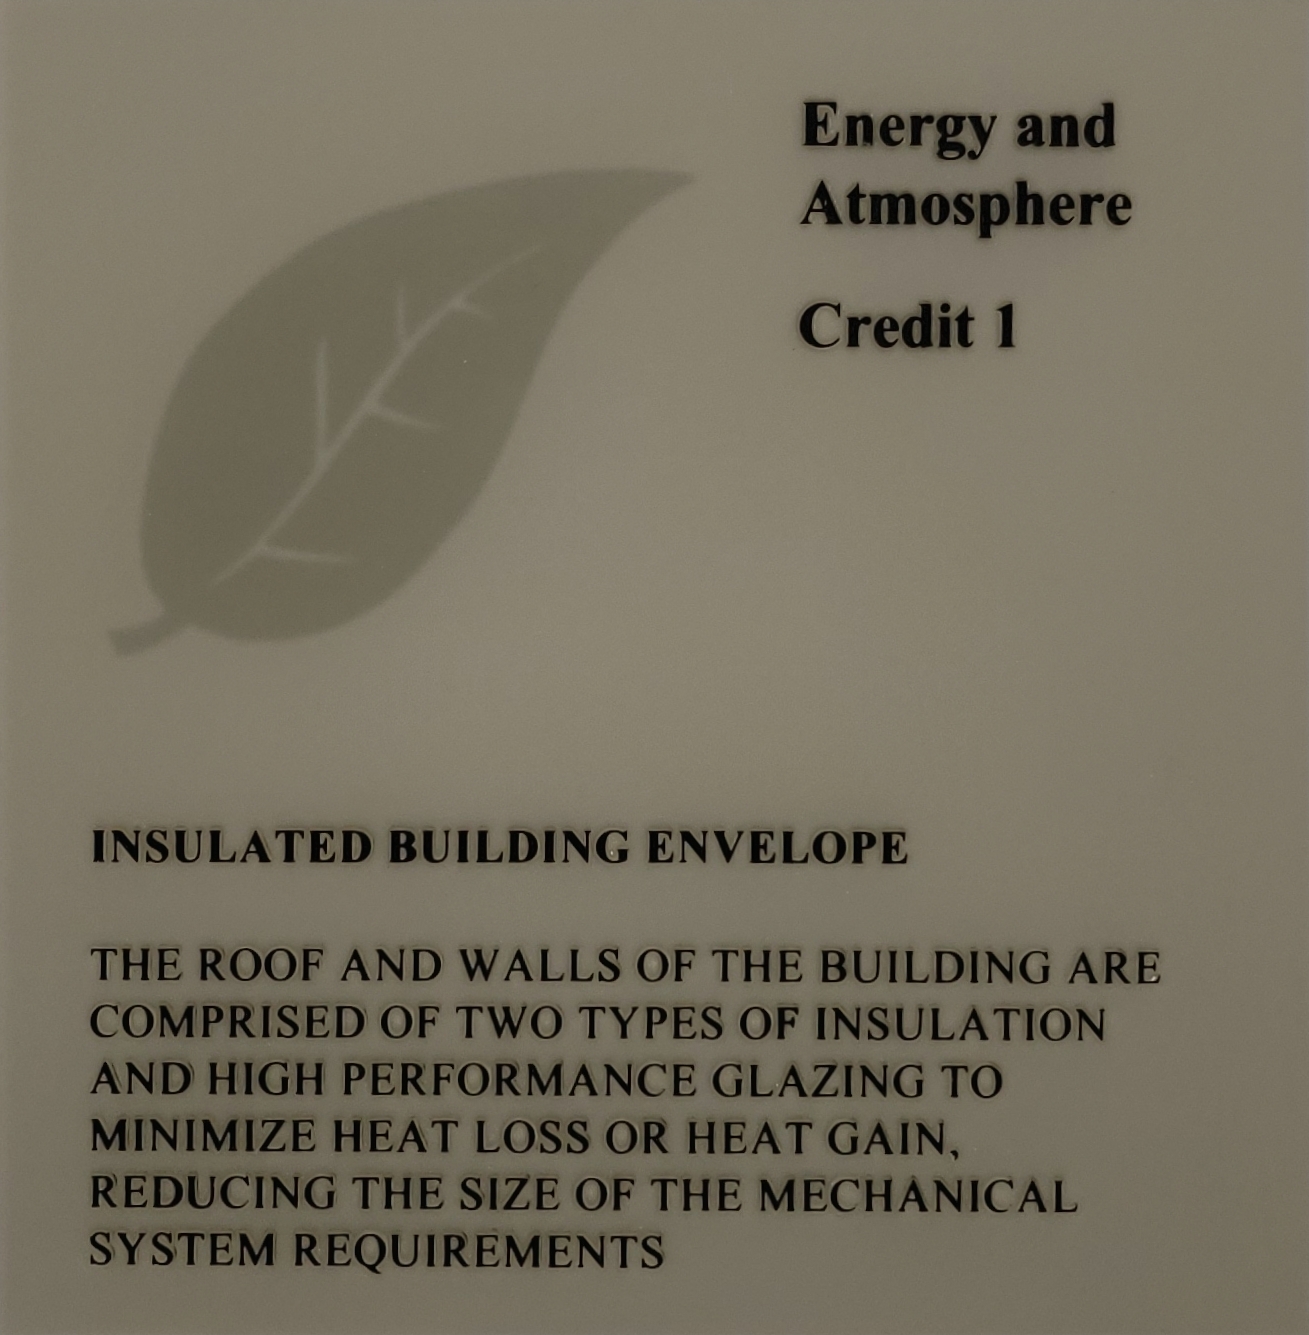 Energy and
Atmosphere
Credit 1
INSULATED BUILDING ENVELOPE
THE ROOF AND WALLS OF THE BUILDING ARE
COMPRISED OF TWO TYPES OF INSULATION
AND HIGH PERFORMANCE GLAZING TO
MINIMIZE HEAT LOSS OR HEAT GAIN,
REDUCING THE SIZE OF THE MECHANICAL
SYSTEM REQUIREMENTS